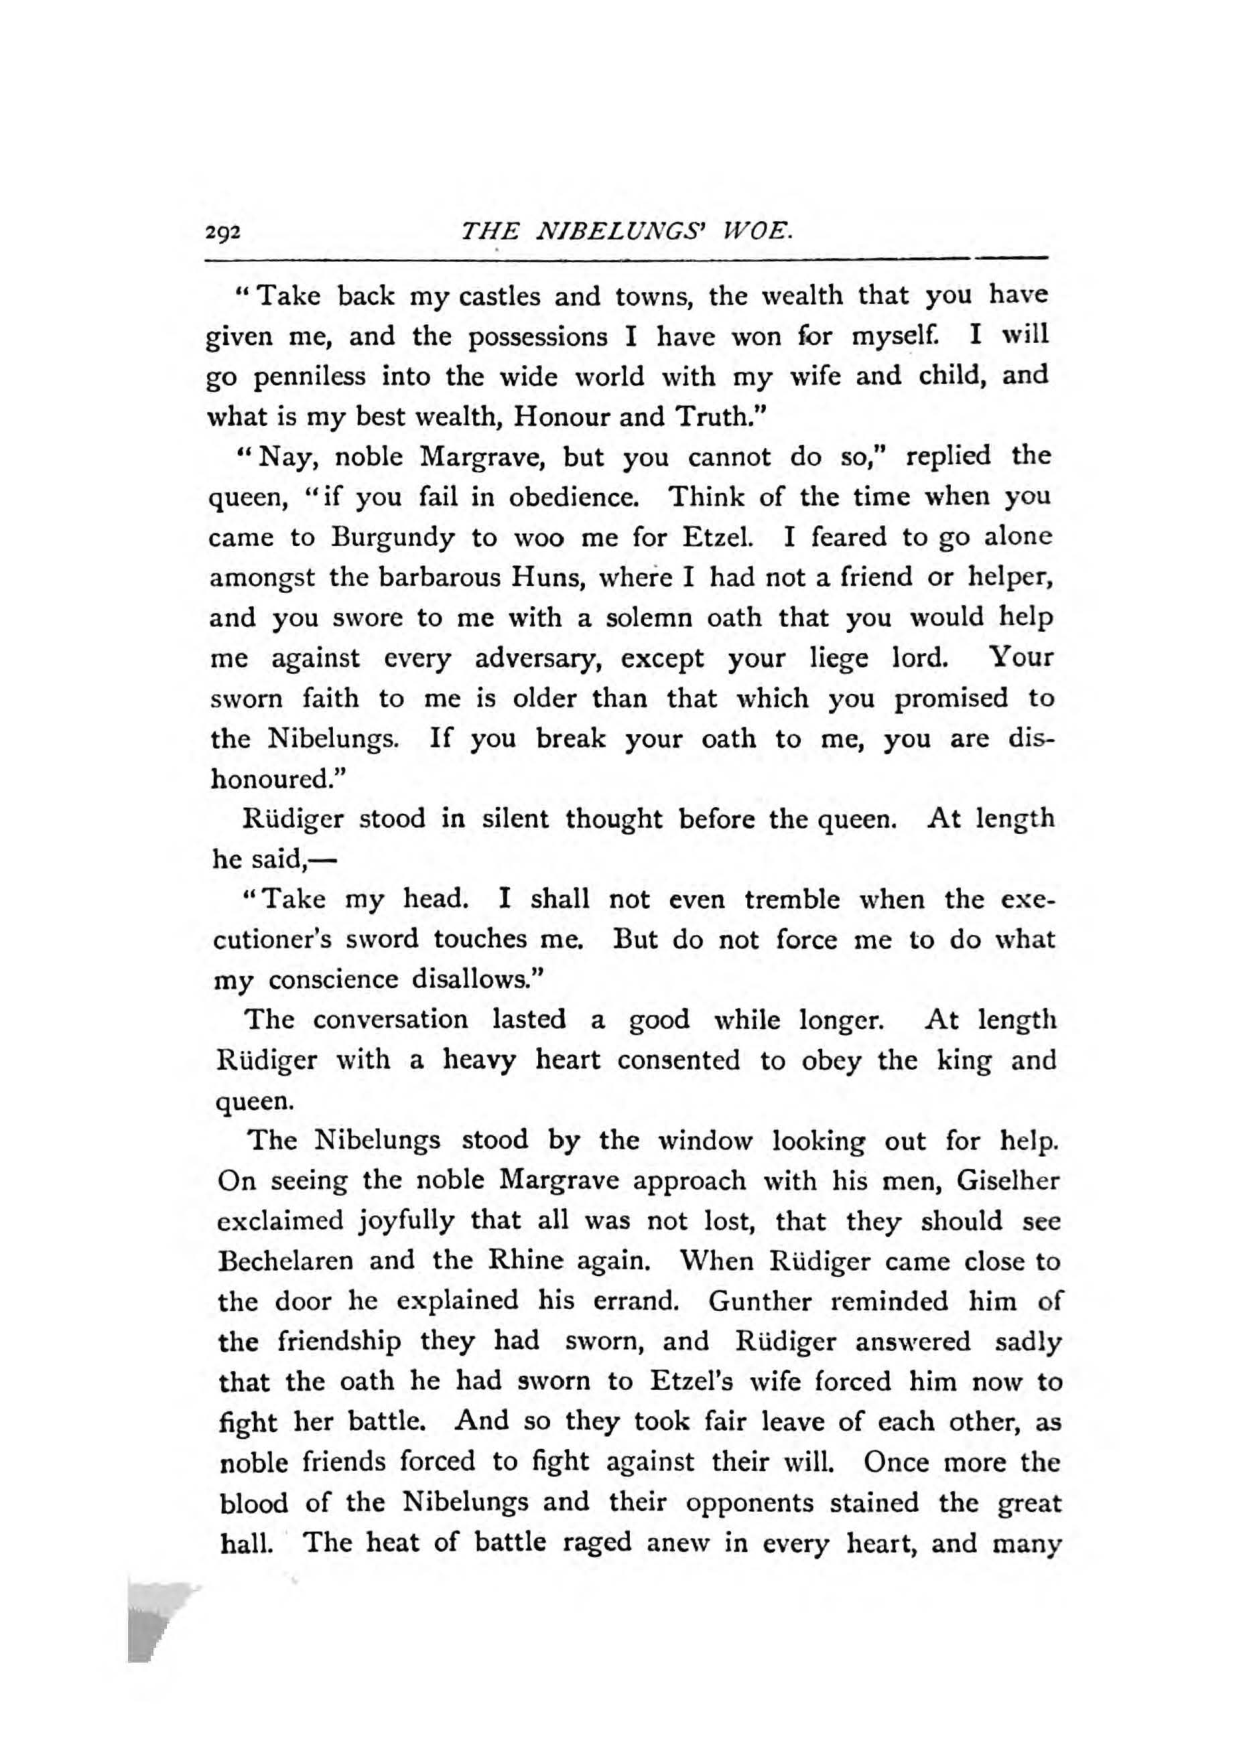 292 THE NIBELUNGS' WOE.
“Take back my castles and towns, the wealth that you have
given me, and the possessions I have won for myself. I will
go penniless into the wide world with my wife and child, and
what is my best wealth, Honour and Truth.”
“Nay, noble Margrave, but you cannot do so,” replied the
queen, “if you fail in obedience. Think of the time when you
came to Burgundy to woo me for Etzel. I feared to go alone
amongst the barbarous Huns, where I had not a friend or helper,
and you swore to me with a solemn oath that you would help
me against every adversary, except your liege lord. Your
sworn faith to me is older than that which you promised to
the Nibelungs. If you break your oath to me, you are dis-
honoured.”
Rüdiger stood in silent thought before the queen. At length
he said,—
“Take my head. I shall not even tremble when the exe-
cutioner's sword touches me. But do not force me to do what
my conscience disallows.”
The conversation lasted a good while longer. At length
Rüdiger with a heavy heart consented to obey the king and
queen.
The Nibelungs stood by the window looking out for help.
On seeing the noble Margrave approach with his men, Giselher
exclaimed joyfully that all was not lost, that they should see
Bechelaren and the Rhine again. When Rüdiger came close to
the door he explained his errand. Gunther reminded him of
the friendship they had sworn, and Rüdiger answered sadly
that the oath he had sworn to Etzel's wife forced him now to
fight her battle. And so they took fair leave of each other, as
noble friends forced to fight against their will. Once more the
blood of the Nibelungs and their opponents stained the great
hall. The heat of battle raged anew in every heart, and many